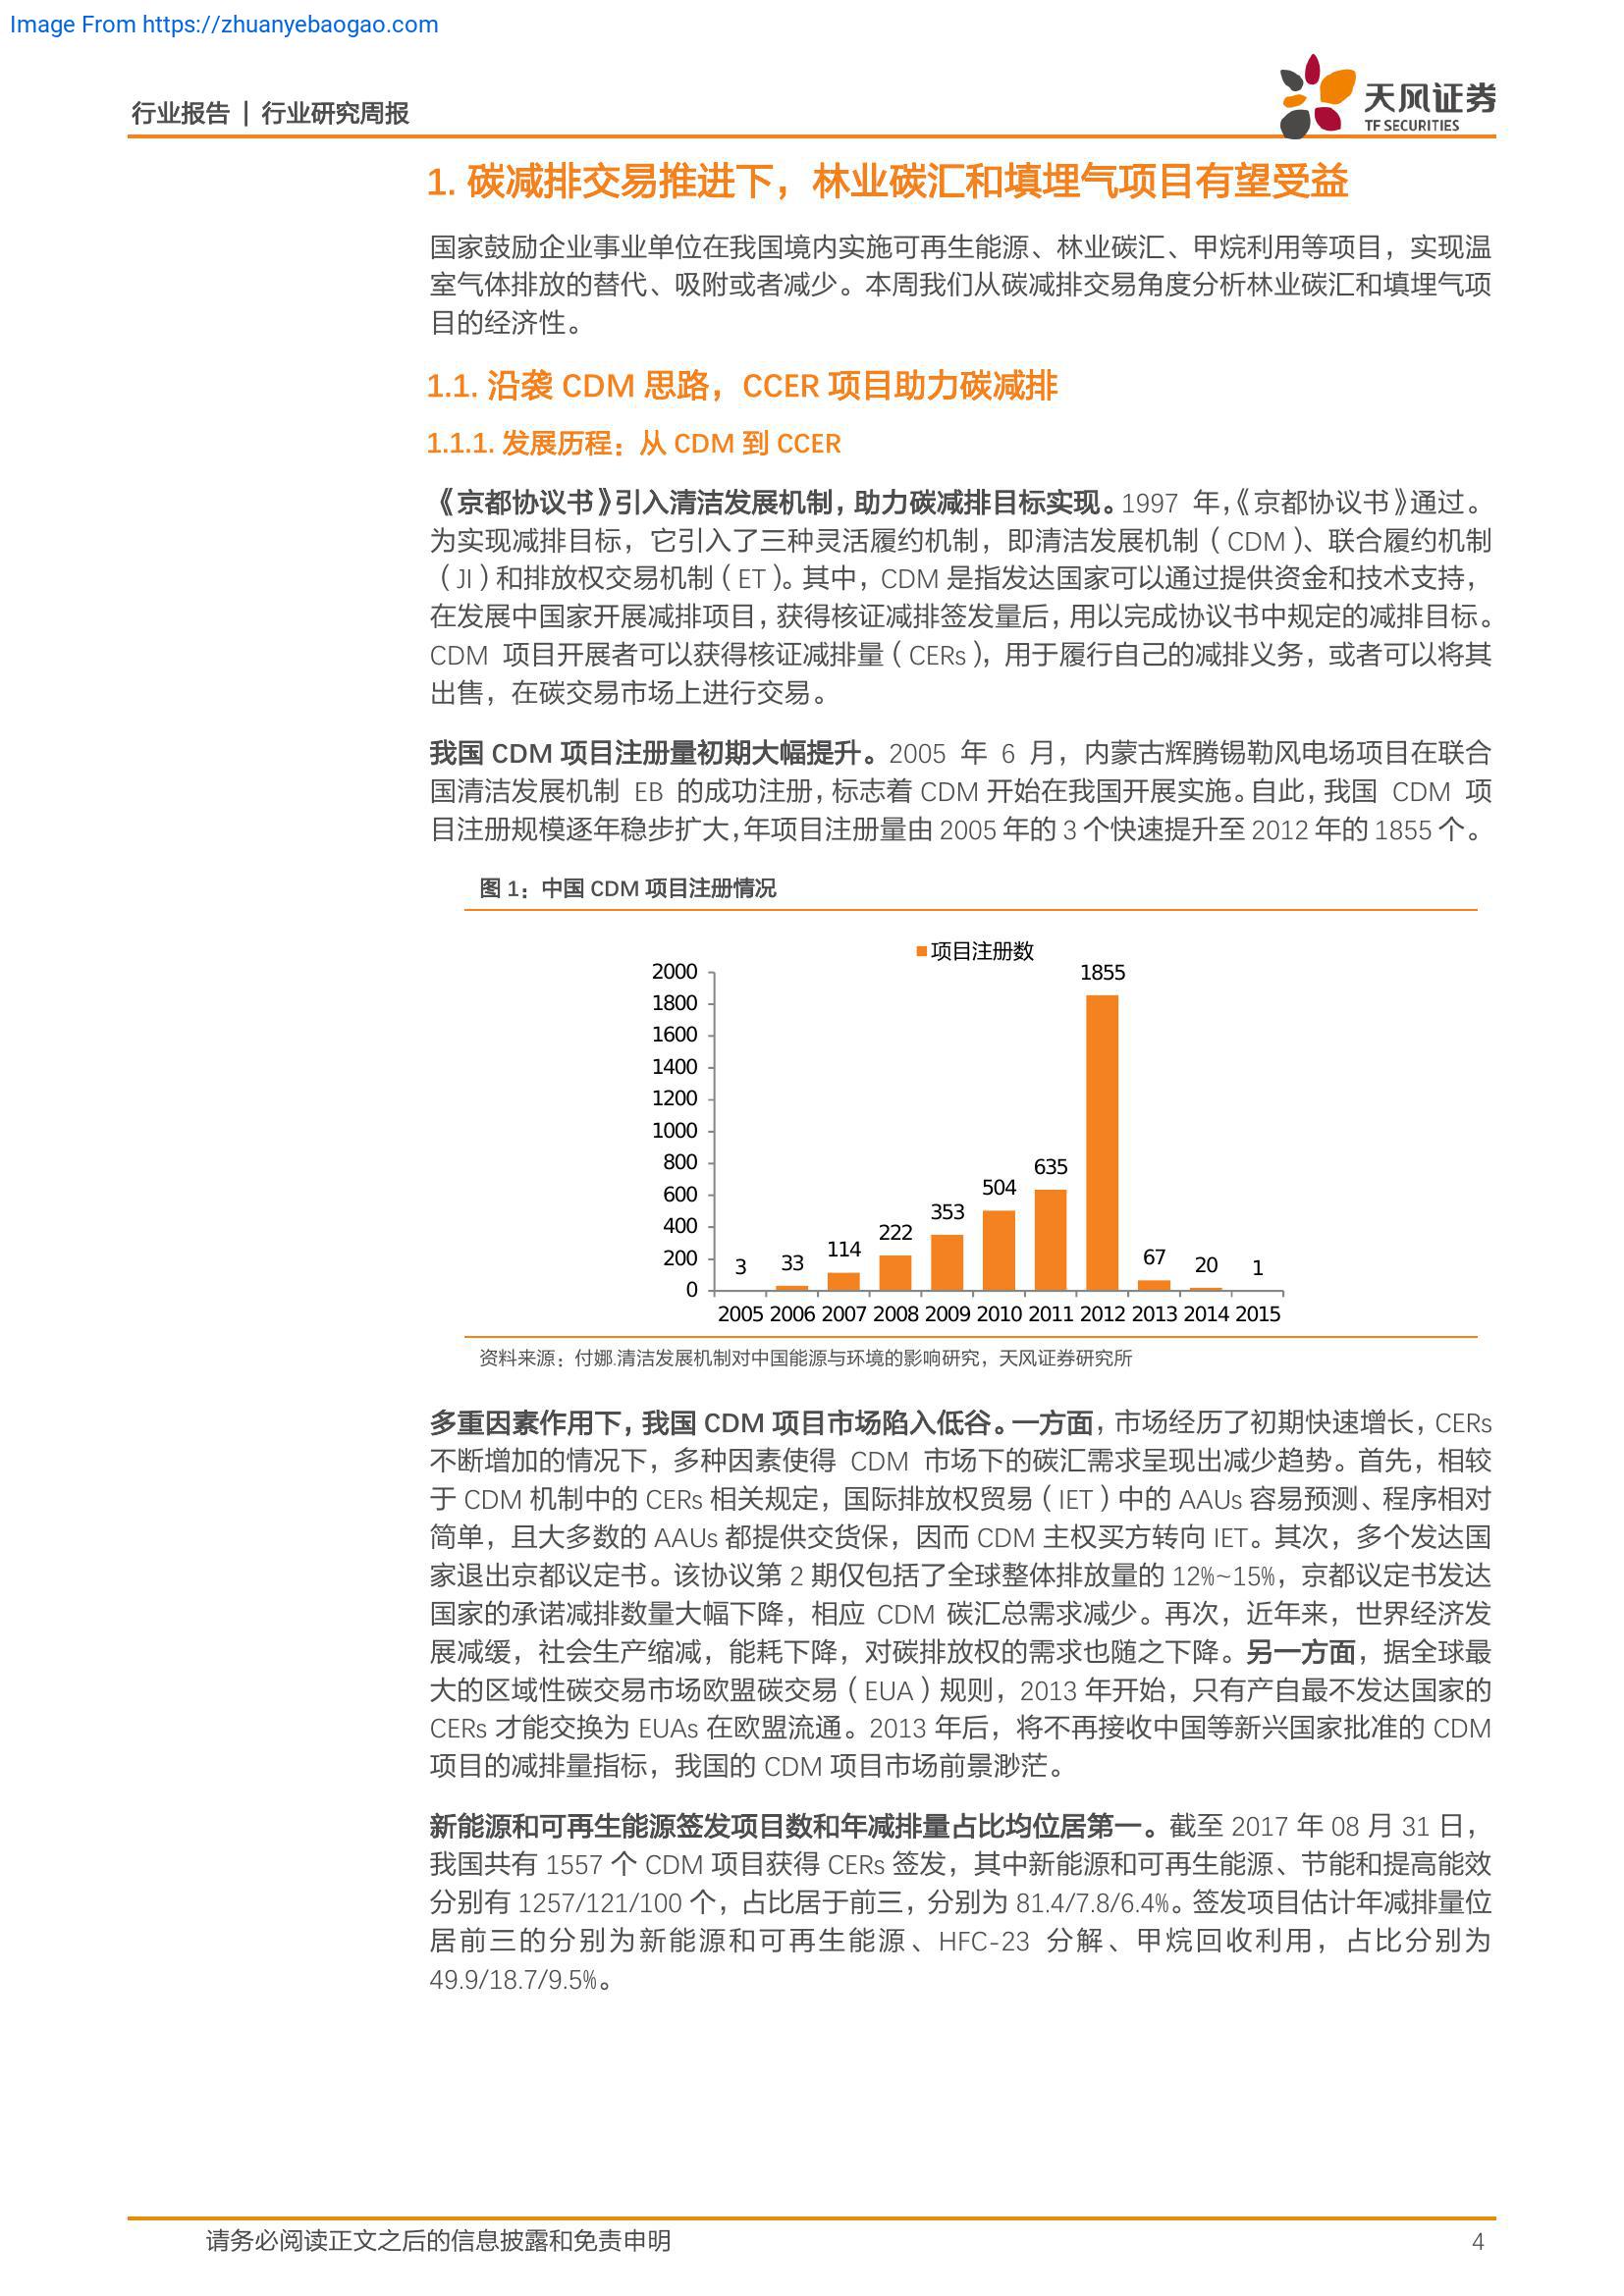 Image From https://zhuanyebaogao.com
行业报告 | 行业研究周报
天风证券
TF SECURITIES
1. 碳减排交易推进下，林业碳汇和填埋气项目有望受益
国家鼓励企业事业单位在我国境内实施可再生能源、林业碳汇、甲烷利用等项目，实现温
室气体排放的替代、吸附或者减少。本周我们从碳减排交易角度分析林业碳汇和填埋气项
目的经济性。
1.1. 沿袭 CDM 思路，CCER 项目助力碳减排
1.1.1. 发展历程：从 CDM 到 CCER
《京都协议书》引入清洁发展机制，助力碳减排目标实现。1997 年，《京都协议书》通过。
为实现减排目标，它引入了三种灵活履约机制，即清洁发展机制（CDM）、联合履约机制
（JI）和排放权交易机制（ET）。其中，CDM 是指发达国家可以通过提供资金和技术支持，
在发展中国家开展减排项目，获得核证减排签发量后，用以完成协议书中规定的减排目标。
CDM 项目开展者可以获得核证减排量（CERs），用于履行自己的减排义务，或者可以将其
出售，在碳交易市场上进行交易。
我国 CDM 项目注册量初期大幅提升。2005 年 6 月，内蒙古辉腾锡勒风电场项目在联合
国清洁发展机制 EB 的成功注册，标志着 CDM 开始在我国开展实施。自此，我国 CDM 项
目注册规模逐年稳步扩大，年项目注册量由 2005 年的 3 个快速提升至 2012 年的 1855 个。
图 1：中国 CDM 项目注册情况
项目注册数
2000
1800
1600
1400
1200
1000
800
600
400
200
0
3 33 114 222 353 504 635 1855 67 20 1
2005 2006 2007 2008 2009 2010 2011 2012 2013 2014 2015
资料来源：付娜.清洁发展机制对中国能源与环境的影响研究，天风证券研究所
多重因素作用下，我国 CDM 项目市场陷入低谷。一方面，市场经历了初期快速增长，CERs
不断增加的情况下，多种因素使得 CDM 市场下的碳汇需求呈现出减少趋势。首先，相较
于 CDM 机制中的 CERs 相关规定，国际排放权贸易（IET）中的 AAUs 容易预测、程序相对
简单，且大多数的 AAUs 都提供交货保，因而 CDM 主权买方转向 IET。其次，多个发达国
家退出京都议定书。该协议第 2 期仅包括了全球整体排放量的 12%~15%，京都议定书发达
国家的承诺减排数量大幅下降，相应 CDM 碳汇总需求减少。再次，近年来，世界经济发
展减缓，社会生产缩减，能耗下降，对碳排放权的需求也随之下降。另一方面，据全球最
大的区域性碳交易市场欧盟碳交易（EUA）规则，2013 年开始，只有产自最不发达国家的
CERs 才能交换为 EUAs 在欧盟流通。2013 年后，将不再接收中国等新兴国家批准的 CDM
项目的减排量指标，我国的 CDM 项目市场前景渺茫。
新能源和可再生能源签发项目数和年减排量占比均位居第一。截至 2017 年 08 月 31 日，
我国共有 1557 个 CDM 项目获得 CERs 签发，其中新能源和可再生能源、节能和提高能效
分别有 1257/121/100 个，占比居于前三，分别为 81.4/7.8/6.4%。签发项目估计年减排量位
居前三的分别为新能源和可再生能源、HFC-23 分解、甲烷回收利用，占比分别为
49.9/18.7/9.5%。
请务必阅读正文之后的信息披露和免责申明
4